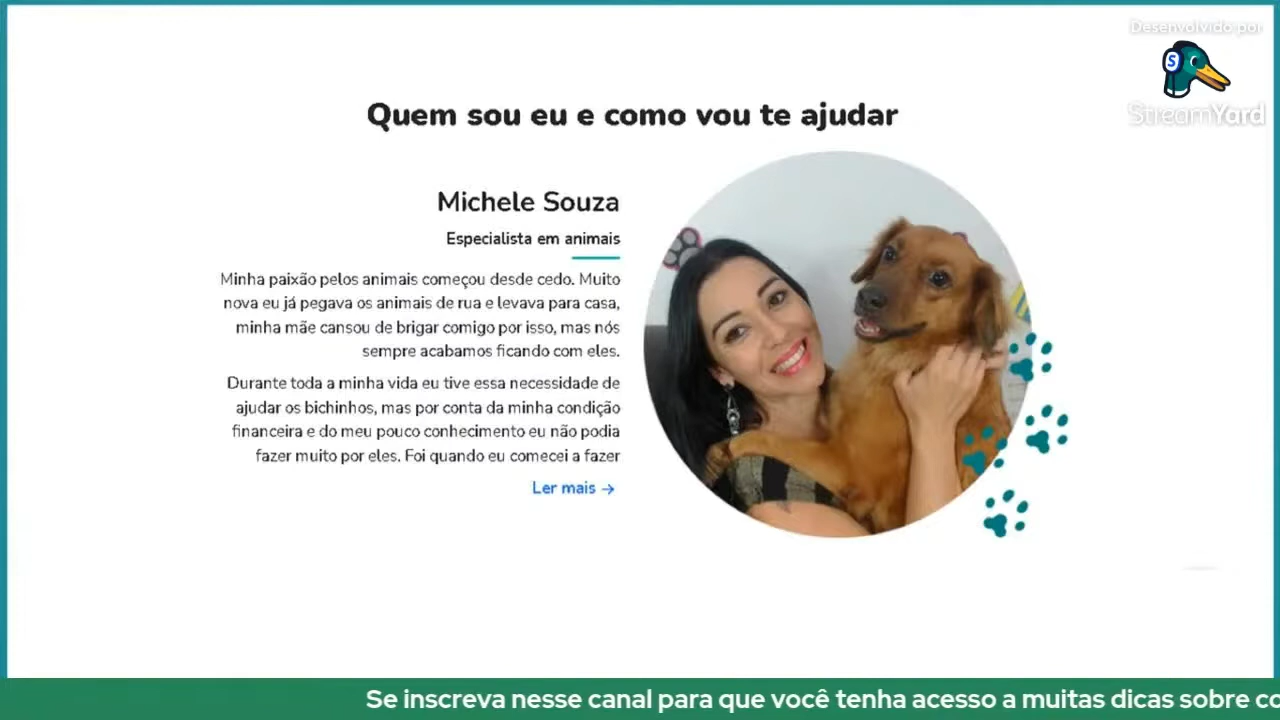 Desenvolvido por
S
StreamYard
Quem sou eu e como vou te ajudar
Michele Souza
Especialista em animais
Minha paixão pelos animais começou desde cedo. Muito
nova eu já pegava os animais de rua e levava para casa,
minha mãe cansou de brigar comigo por isso, mas nós
sempre acabamos ficando com eles.
Durante toda a minha vida eu tive essa necessidade de
ajudar os bichinhos, mas por conta da minha condição
financeira e do meu pouco conhecimento eu não podia
fazer muito por eles. Foi quando eu comecei a fazer
Ler mais →
Se inscreva nesse canal para que você tenha acesso a muitas dicas sobre